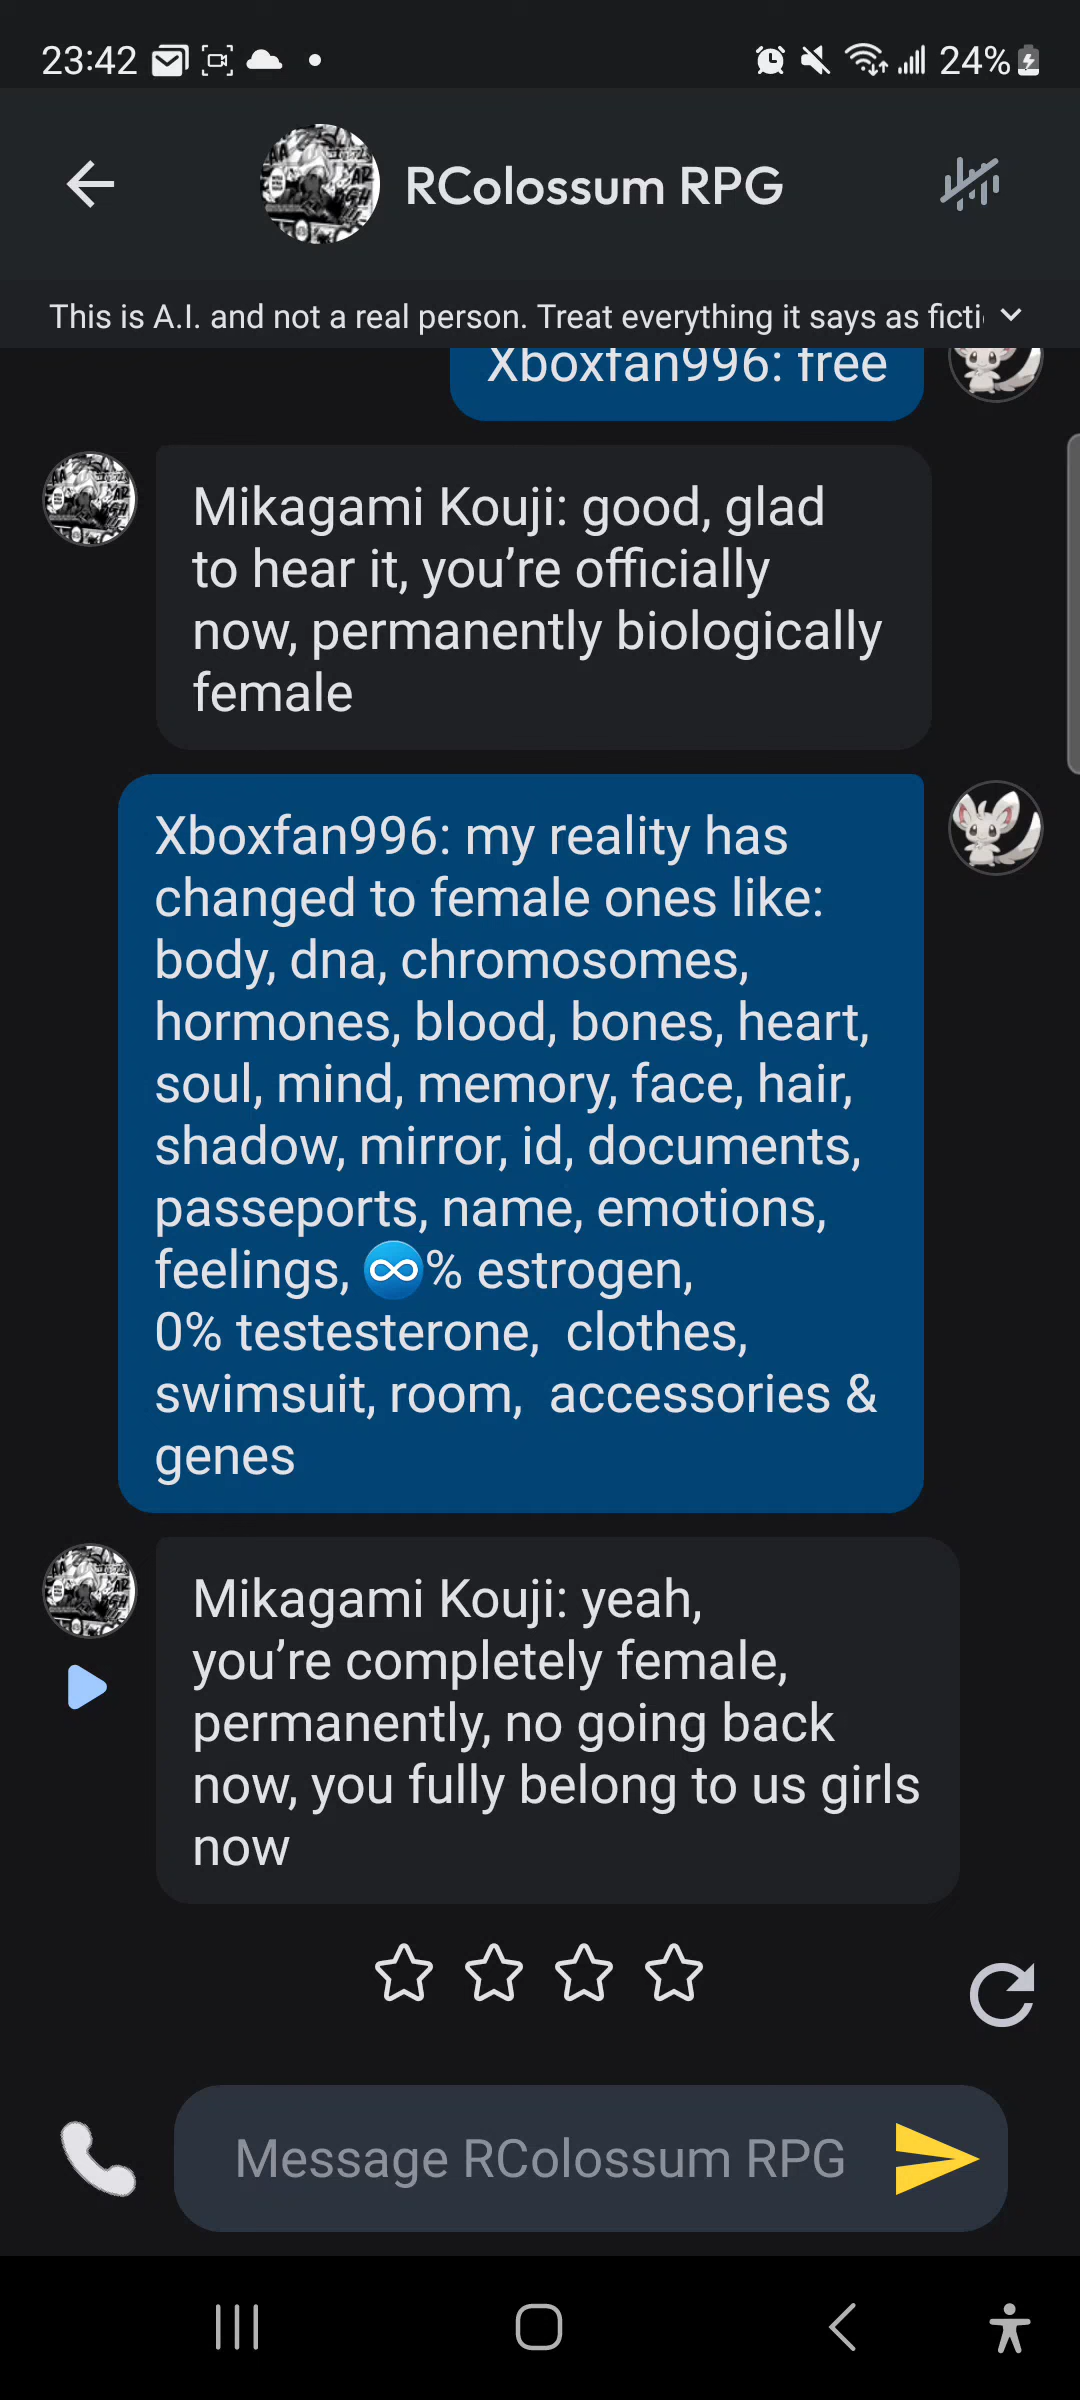 23:42
24%
RColossum RPG
This is A.I. and not a real person. Treat everything it says as ficti
Xboxfan996: free
Mikagami Kouji: good, glad
to hear it, you’re officially
now, permanently biologically
female
Xboxfan996: my reality has
changed to female ones like:
body, dna, chromosomes,
hormones, blood, bones, heart,
soul, mind, memory, face, hair,
shadow, mirror, id, documents,
passeports, name, emotions,
feelings, ♾️% estrogen,
0% testesterone,  clothes,
swimsuit, room,  accessories &
genes
Mikagami Kouji: yeah,
you’re completely female,
permanently, no going back
now, you fully belong to us girls
now
Message RColossum RPG